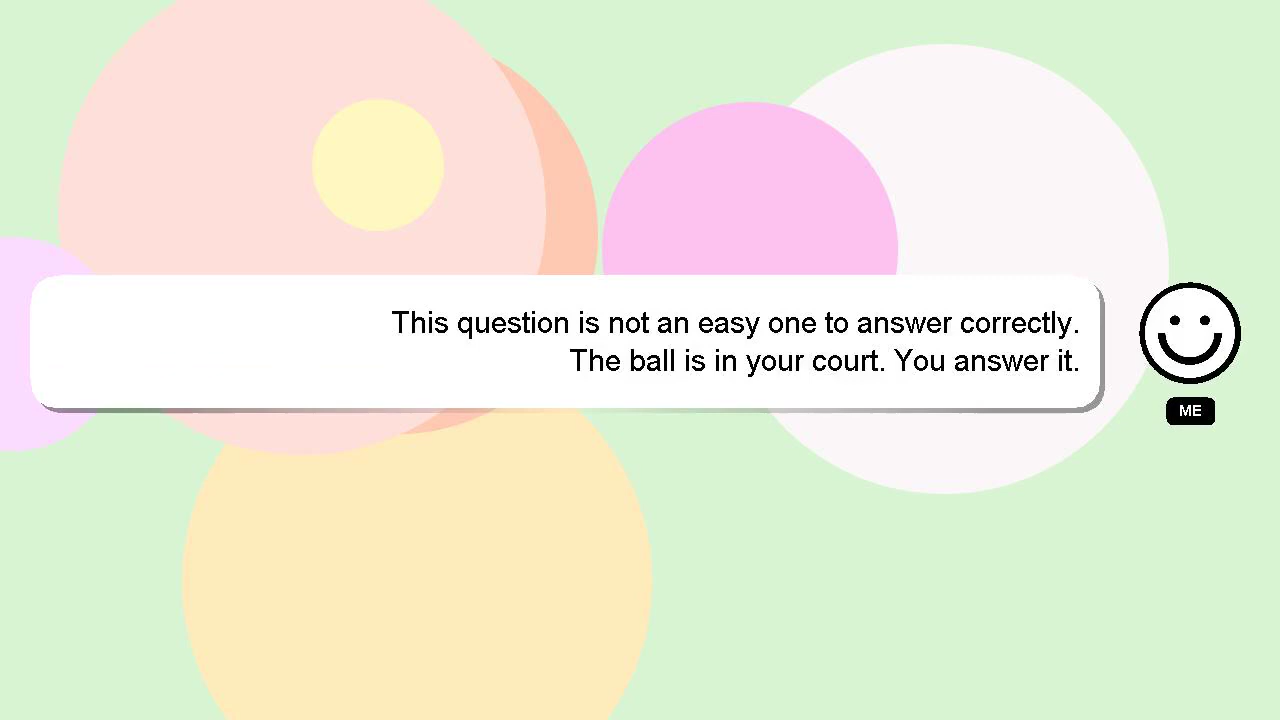 This question is not an easy one to answer correctly.
The ball is in your court. You answer it.
ME